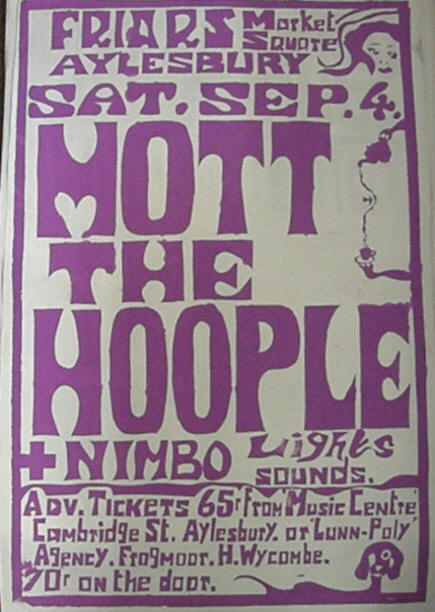 FRIARS Market
Square
AYLESBURY
SAT. SEP. 4.
MOTT
THE
HOOPLE
+ NIMBO Lights
SOUNDS.
ADV. TICKETS 65P From 'Music Centre'
Cambridge St. Aylesbury. or 'Lunn-Poly'
Agency. Frogmoor. H.Wycombe.
70P on the door.